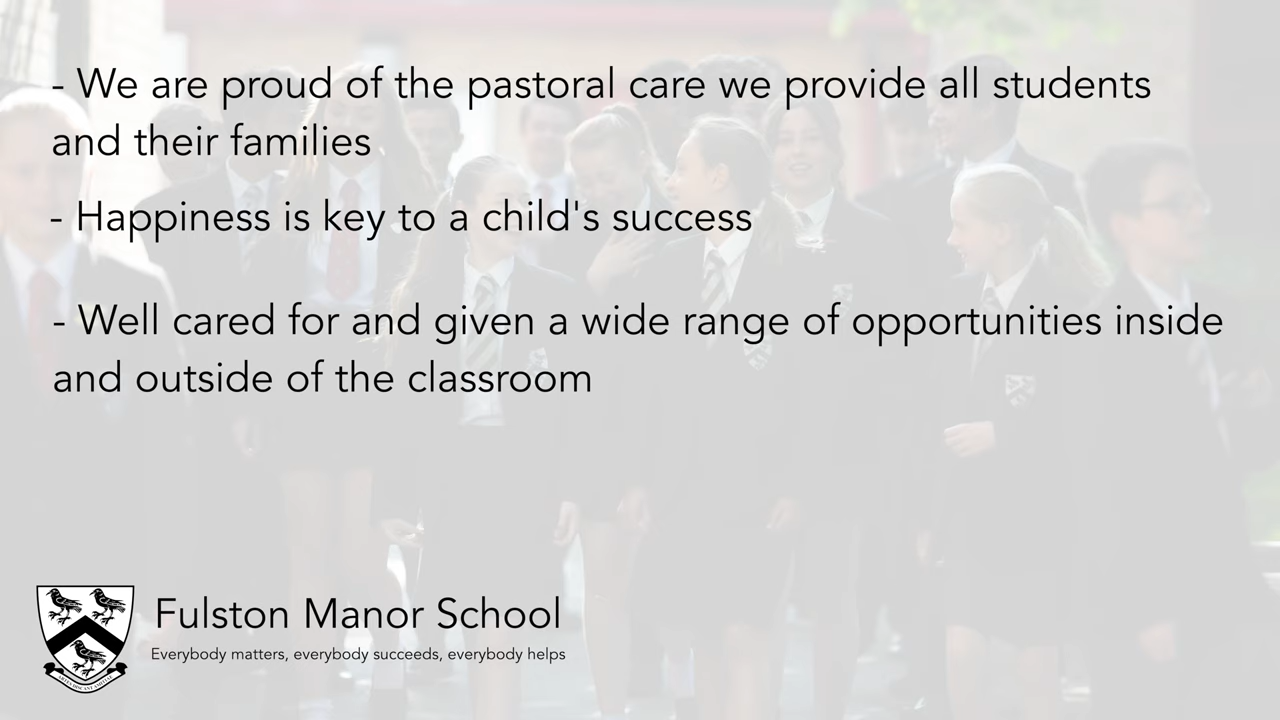 - We are proud of the pastoral care we provide all students
and their families
- Happiness is key to a child's success
- Well cared for and given a wide range of opportunities inside
and outside of the classroom
Fulston Manor School
Everybody matters, everybody succeeds, everybody helps